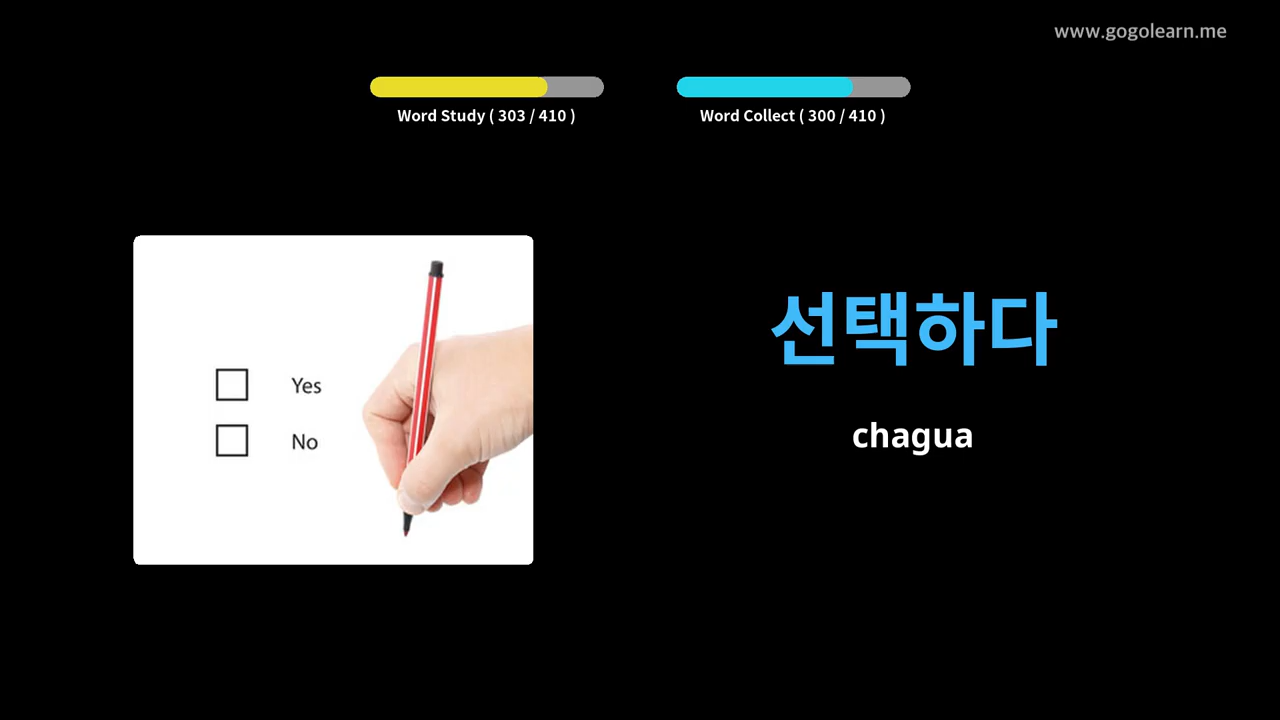 www.gogolearn.me
Word Study ( 303 / 410 )
Word Collect ( 300 / 410 )
Yes
No
선택하다
chagua